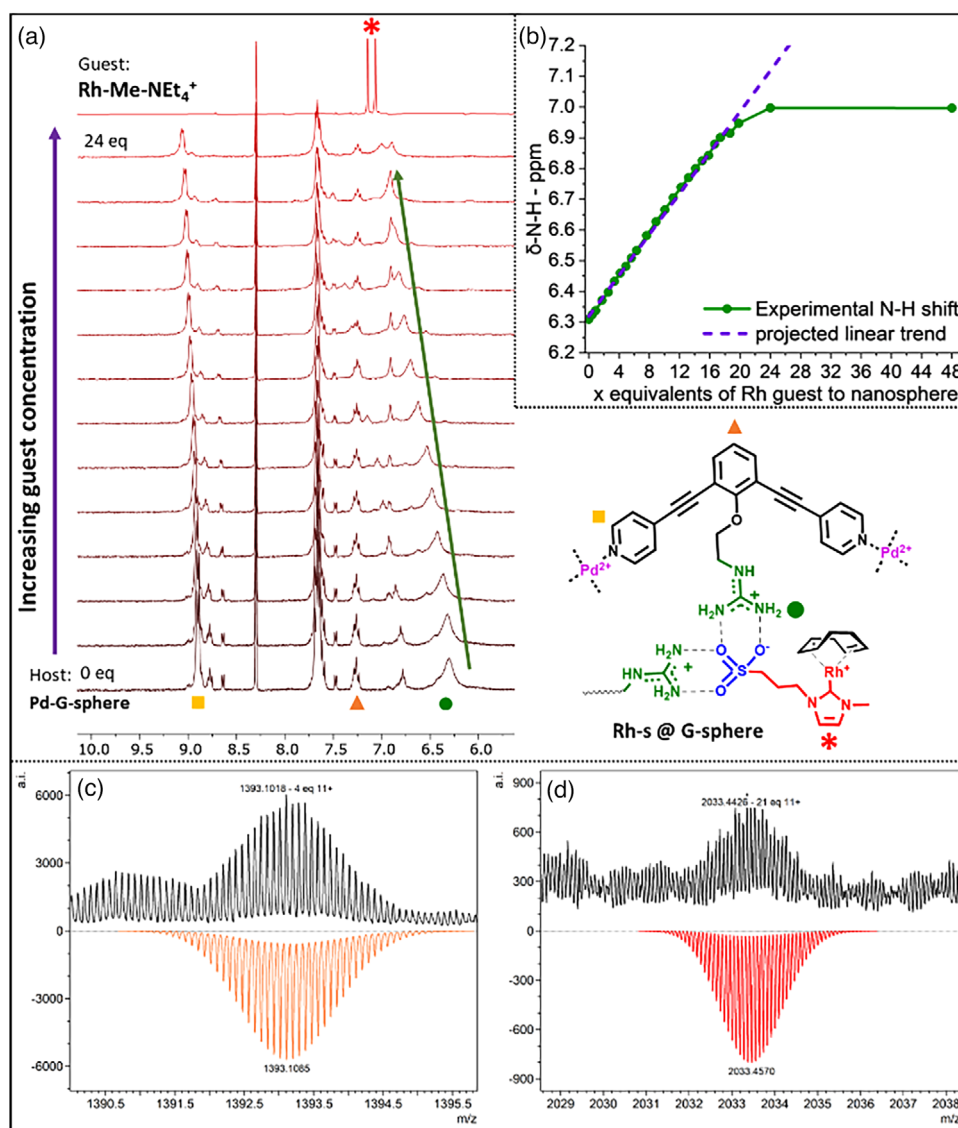 (a)
*
Guest:
Rh-Me-NEt₄⁺
24 eq
Increasing guest concentration
Host: 0 eq
Pd-G-sphere
10.0 9.5 9.0 8.5 8.0 7.5 7.0 6.5 6.0
(b)
7.2
7.1
7.0
6.9
6.8
6.7
6.6
6.5
6.4
6.3
6.2
δ-N-H - ppm
Experimental N-H shift
projected linear trend
0 4 8 12 16 20 24 28 32 36 40 44 48
x equivalents of Rh guest to nanosphere
O
N
N
Pd2+
Pd2+
NH
+
NH₂
NH₂
O
O-
NH₂
S
Rh+
HN
+
NH₂
O
N
N
Rh-s @ G-sphere
*
(c)
a.i.
6000
3000
0
-3000
-6000
1393.1018 - 4 eq 11+
1393.1085
1390.5 1391.5 1392.5 1393.5 1394.5 1395.5
m/z
(d)
a.i.
900
600
300
0
-300
-600
-900
2033.4426 - 21 eq 11+
2033.4570
2029 2030 2031 2032 2033 2034 2035 2036 2037 2038
m/z